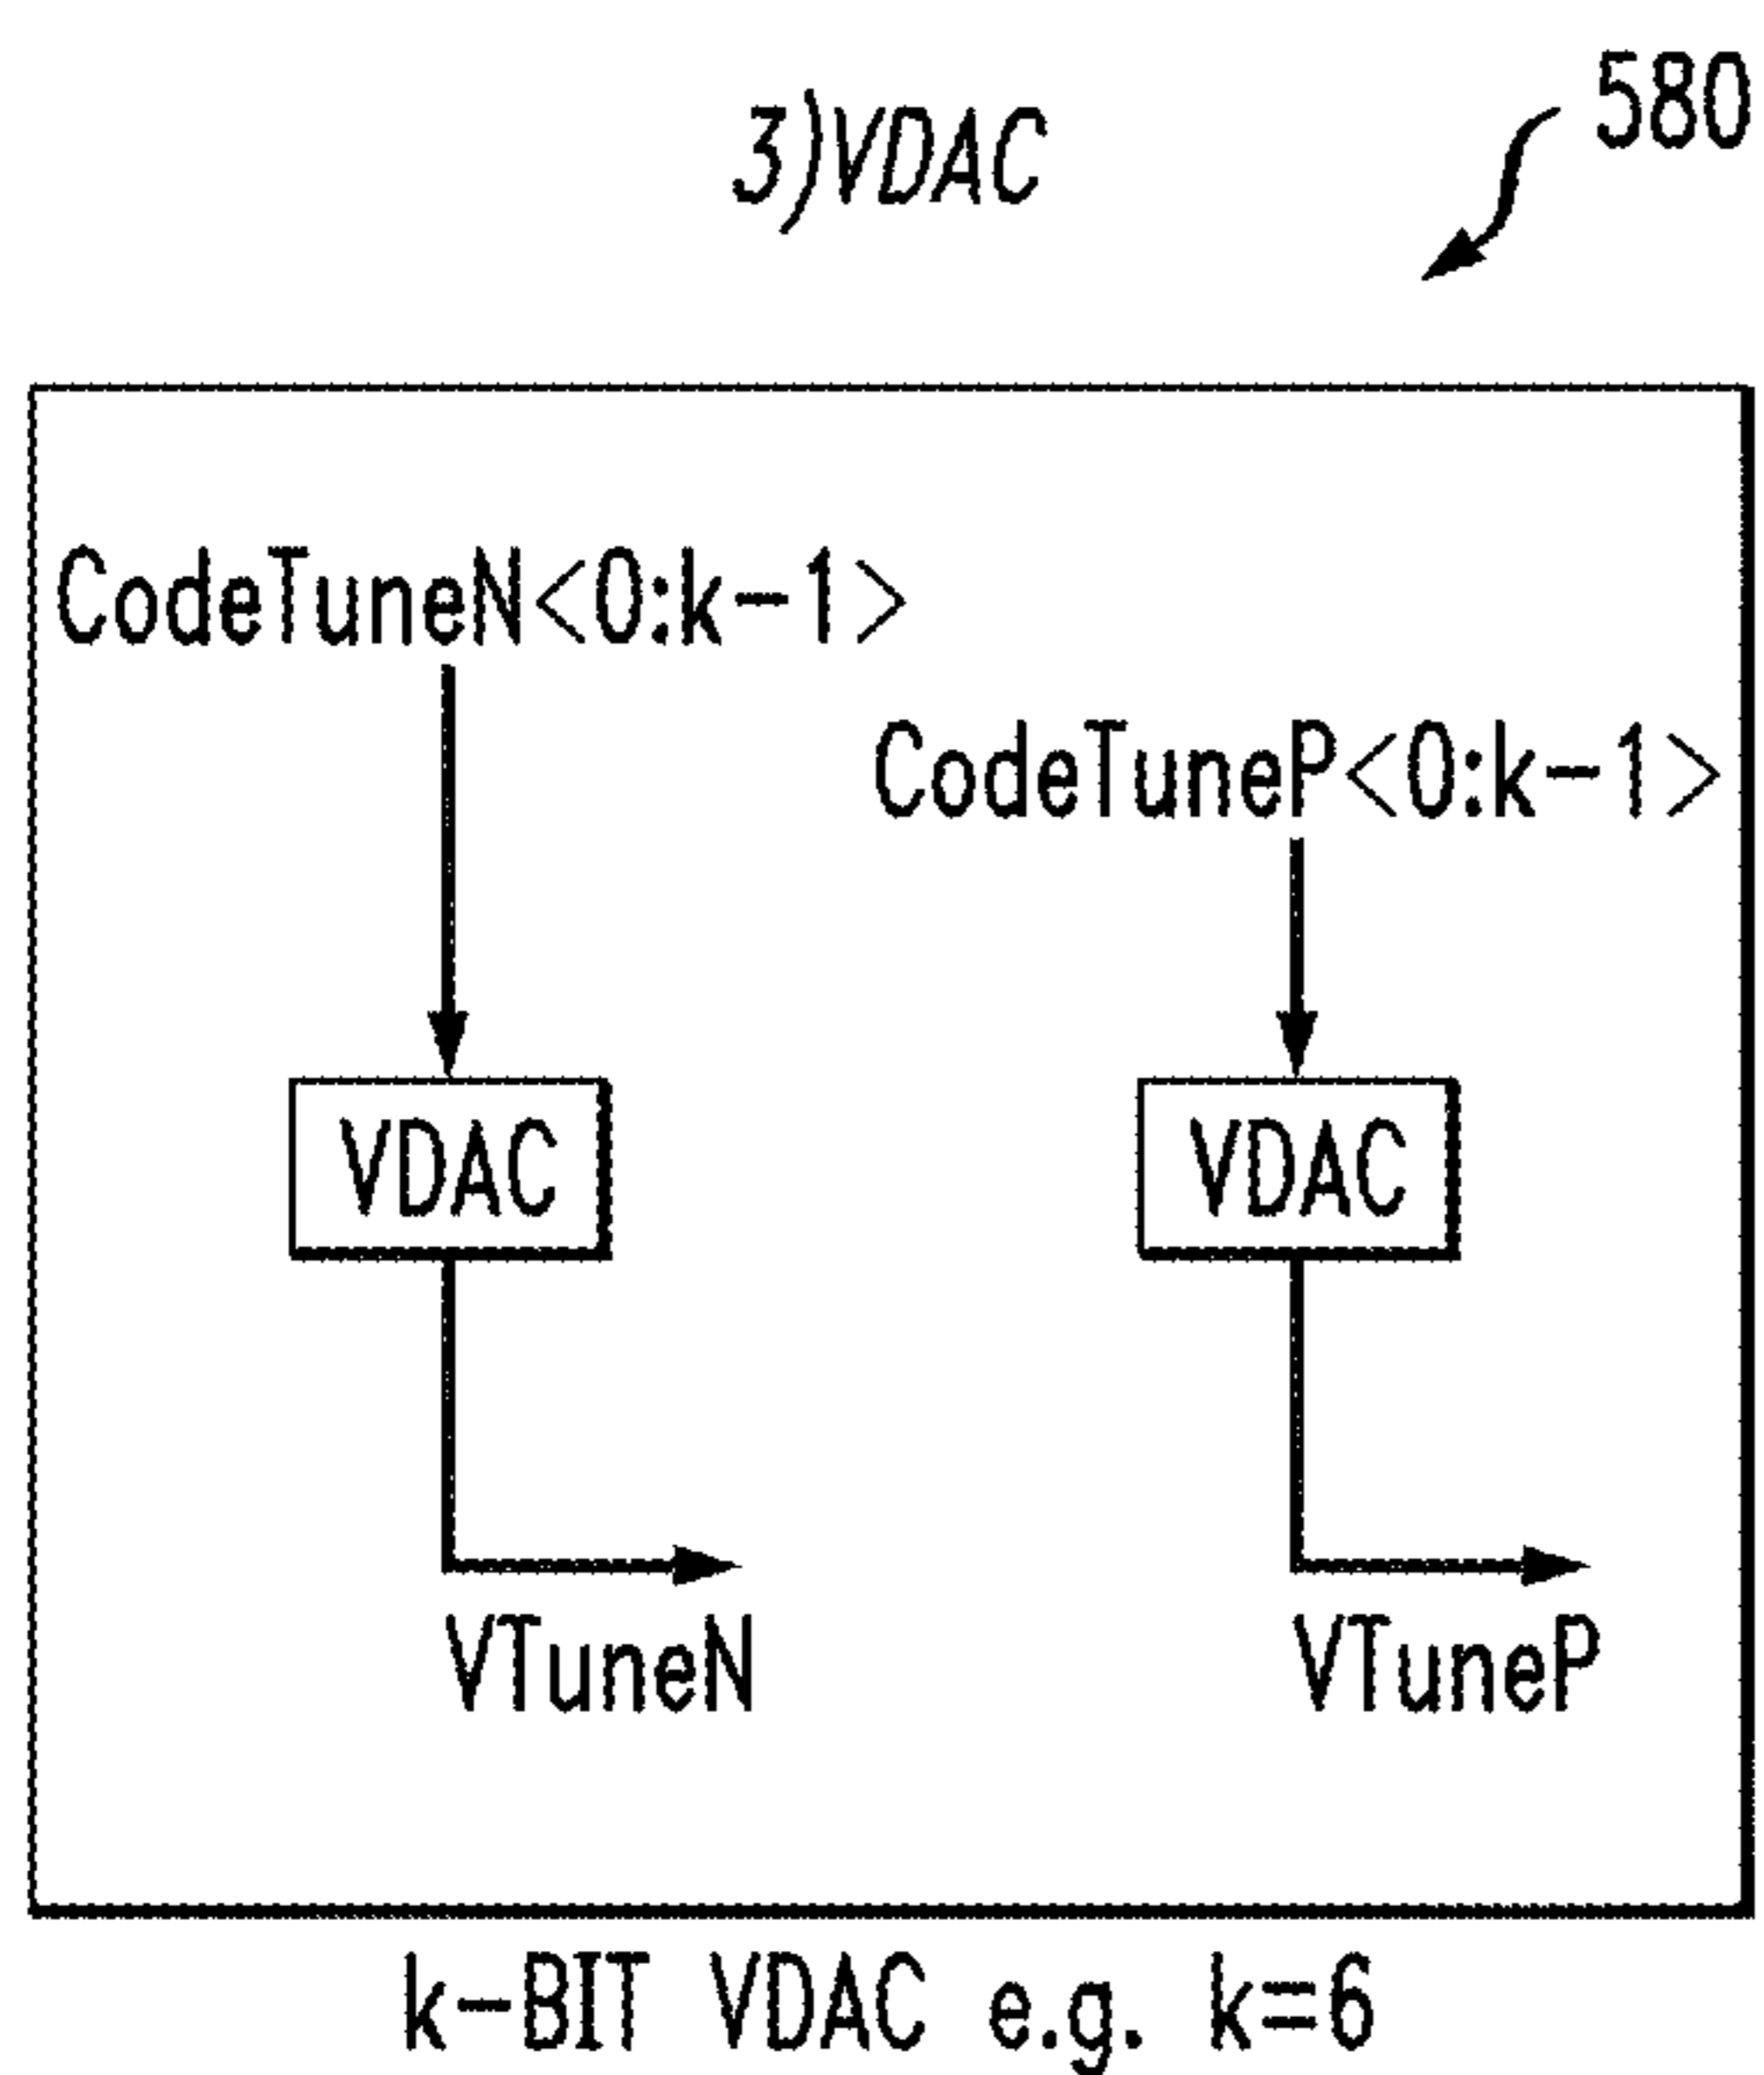 580
3)VDAC
CodeTuneN<0:k-1>
CodeTuneP<0:k-1>
VDAC VDAC
VTuneN VTuneP
k-BIT VDAC e.g. k=6